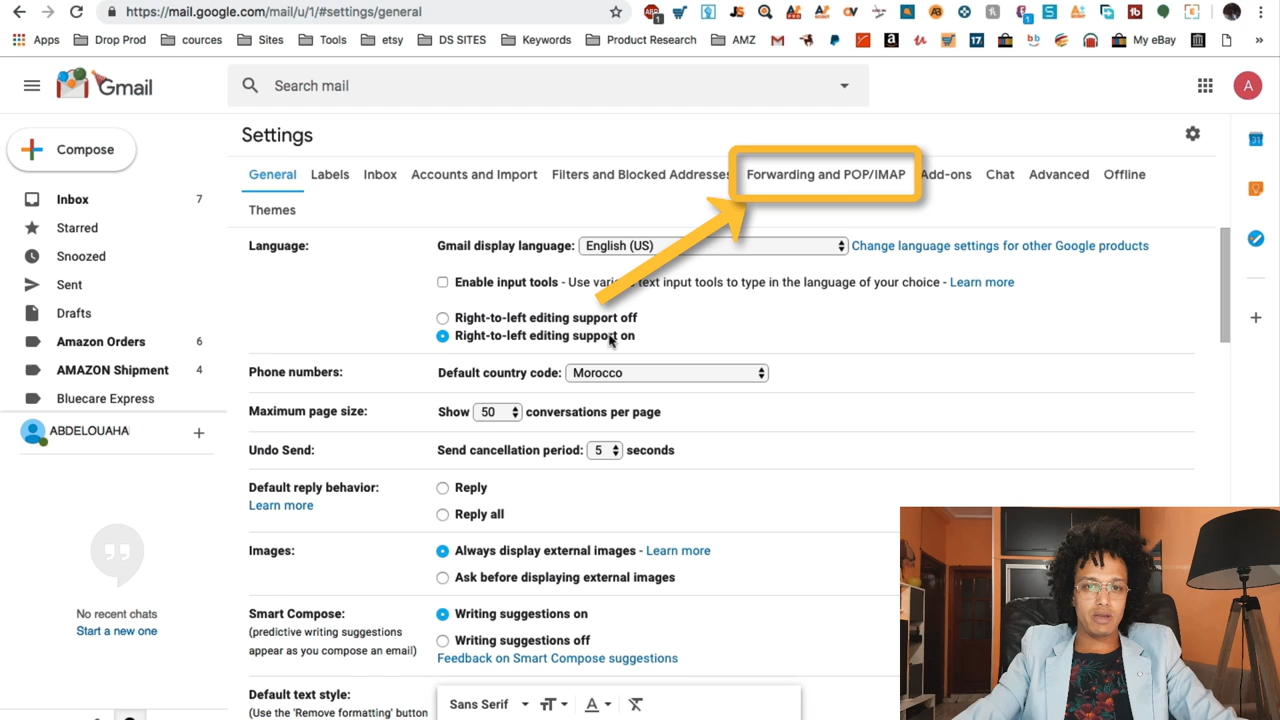 https://mail.google.com/mail/u/1/#settings/general
Apps Drop Prod cources Sites Tools etsy DS SITES Keywords Product Research AMZ My eBay »
Gmail
Search mail
A
Compose
Settings
General Labels Inbox Accounts and Import Filters and Blocked Addresses Forwarding and POP/IMAP Add-ons Chat Advanced Offline
Themes
Inbox 7
Starred
Snoozed
Sent
Drafts
Amazon Orders 6
AMAZON Shipment 4
Bluecare Express
ABDELOUAHA
No recent chats
Start a new one
Language:
Gmail display language: English (US) Change language settings for other Google products
Enable input tools - Use various text input tools to type in the language of your choice - Learn more
Right-to-left editing support off
Right-to-left editing support on
Phone numbers: Default country code: Morocco
Maximum page size: Show 50 conversations per page
Undo Send: Send cancellation period: 5 seconds
Default reply behavior: Reply
Learn more
Reply all
Images: Always display external images - Learn more
Ask before displaying external images
Smart Compose: Writing suggestions on
(predictive writing suggestions
appear as you compose an email)
Writing suggestions off
Feedback on Smart Compose suggestions
Default text style:
(Use the 'Remove formatting' button
Sans Serif